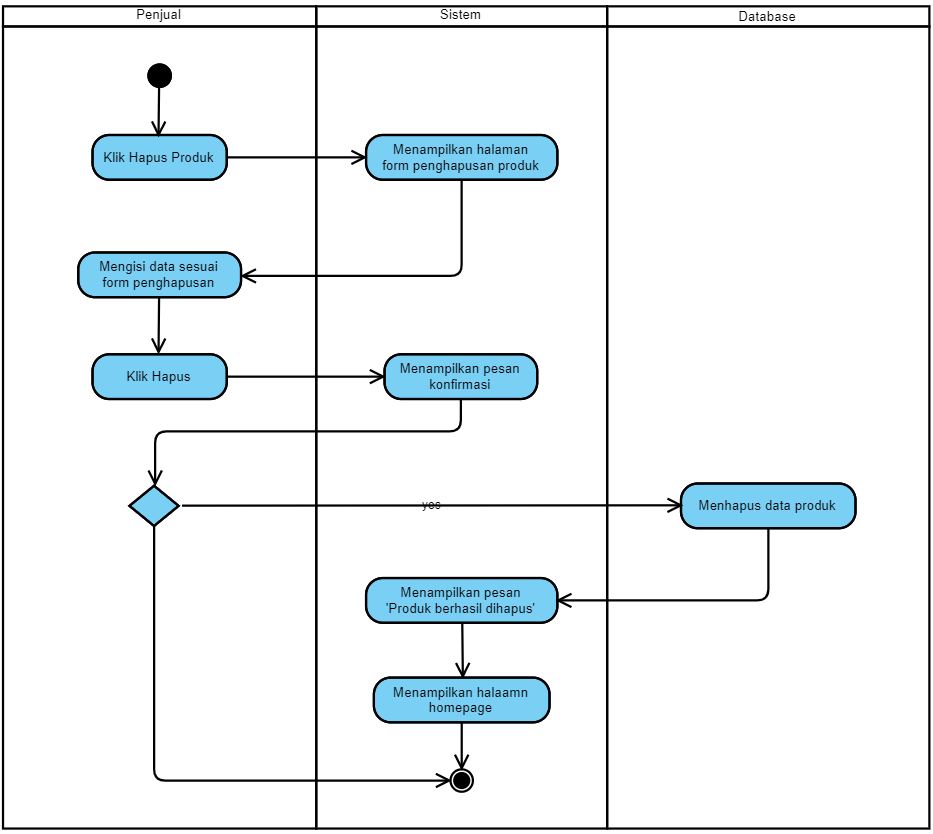 Penjual
Sistem
Database
Klik Hapus Produk
Menampilkan halaman
form penghapusan produk
Mengisi data sesuai
form penghapusan
Klik Hapus
Menampilkan pesan
konfirmasi
yes
Menhapus data produk
Menampilkan pesan
'Produk berhasil dihapus'
Menampilkan halaamn
homepage